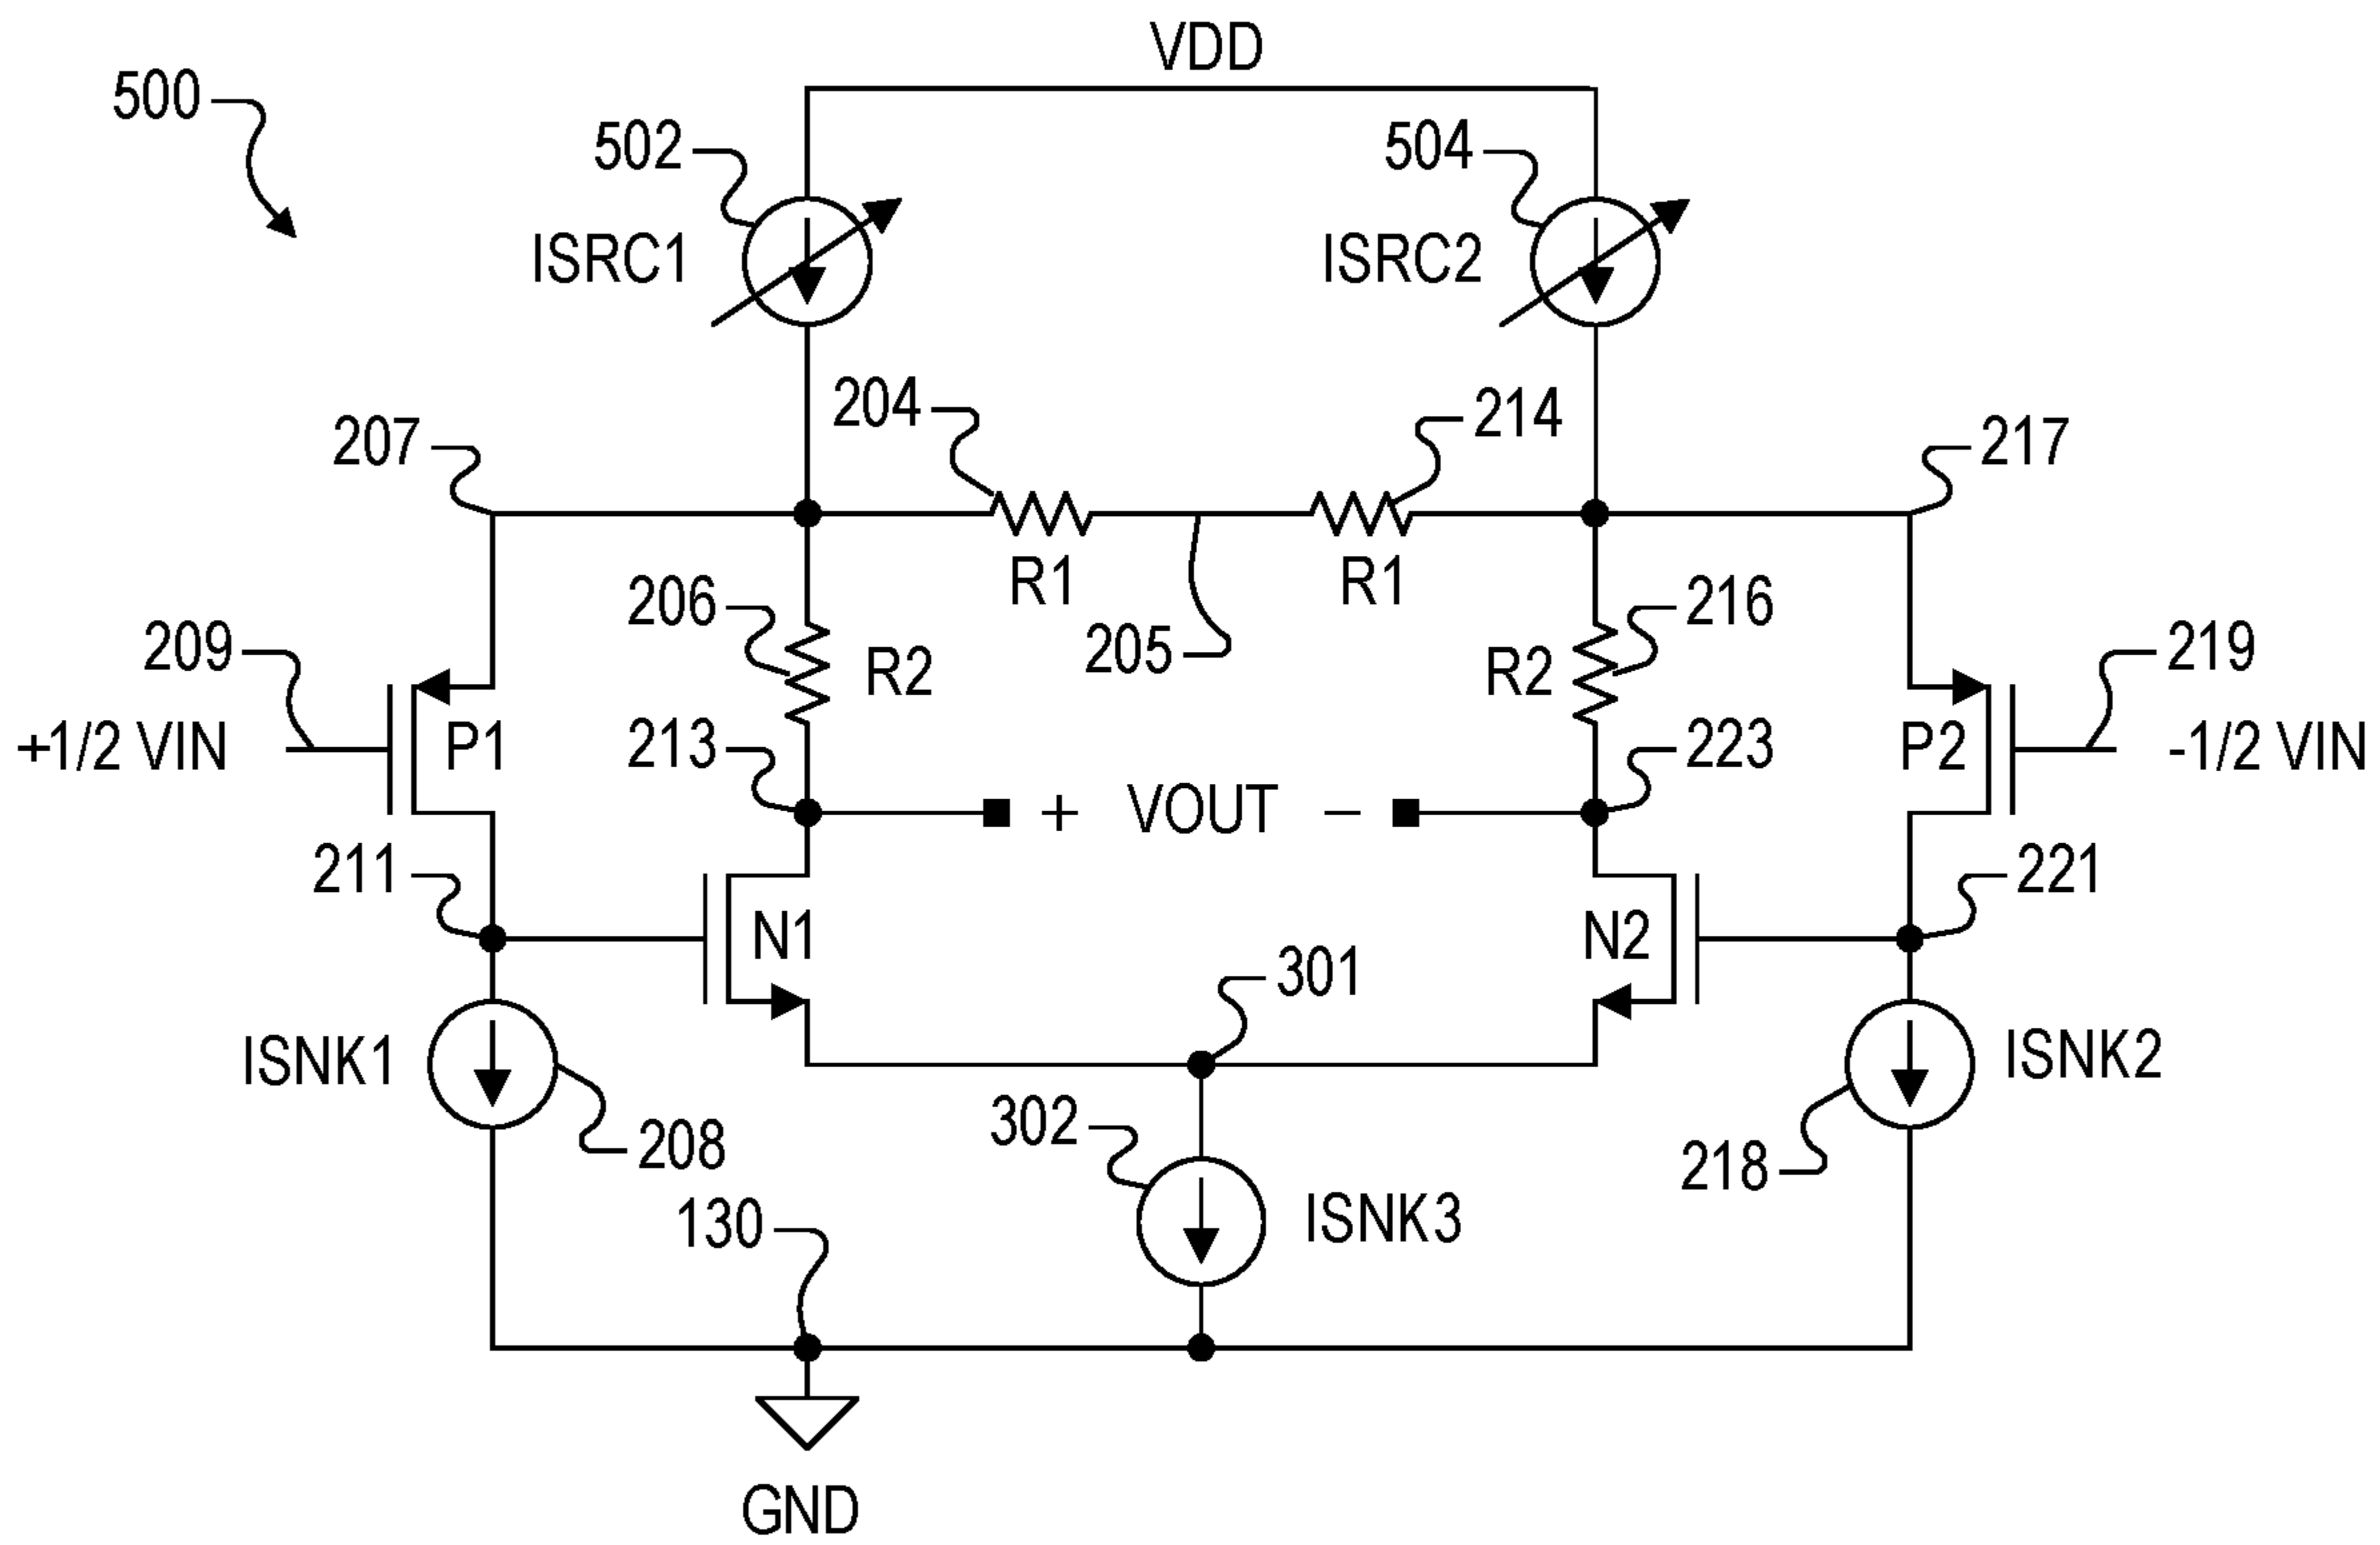 VDD
500
502
504
ISRC1
ISRC2
204
214
207
217
R1
R1
206
216
205
209
219
R2
R2
+1/2 VIN
P1
213
223
P2
-1/2 VIN
+ VOUT −
211
221
N1
N2
301
ISNK1
ISNK2
302
208
218
130
ISNK3
GND